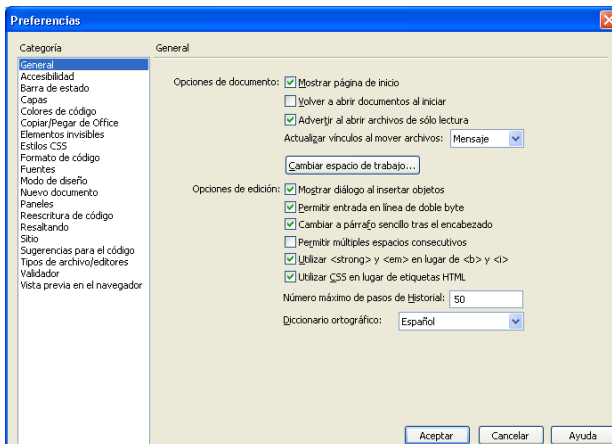 Preferencias
Categoría
General
General
Accesibilidad
Barra de estado
Capas
Colores de código
Copiar/Pegar de Office
Elementos invisibles
Estilos CSS
Formato de código
Fuentes
Modo de diseño
Nuevo documento
Paneles
Reescritura de código
Resaltando
Sitio
Sugerencias para el código
Tipos de archivo/editores
Validador
Vista previa en el navegador
Opciones de documento: Mostrar página de inicio
Volver a abrir documentos al iniciar
Advertir al abrir archivos de sólo lectura
Actualizar vínculos al mover archivos: Mensaje
Cambiar espacio de trabajo...
Opciones de edición: Mostrar diálogo al insertar objetos
Permitir entrada en línea de doble byte
Cambiar a párrafo sencillo tras el encabezado
Permitir múltiples espacios consecutivos
Utilizar <strong> y <em> en lugar de <b> y <i>
Utilizar CSS en lugar de etiquetas HTML
Número máximo de pasos de Historial: 50
Diccionario ortográfico: Español
Aceptar Cancelar Ayuda